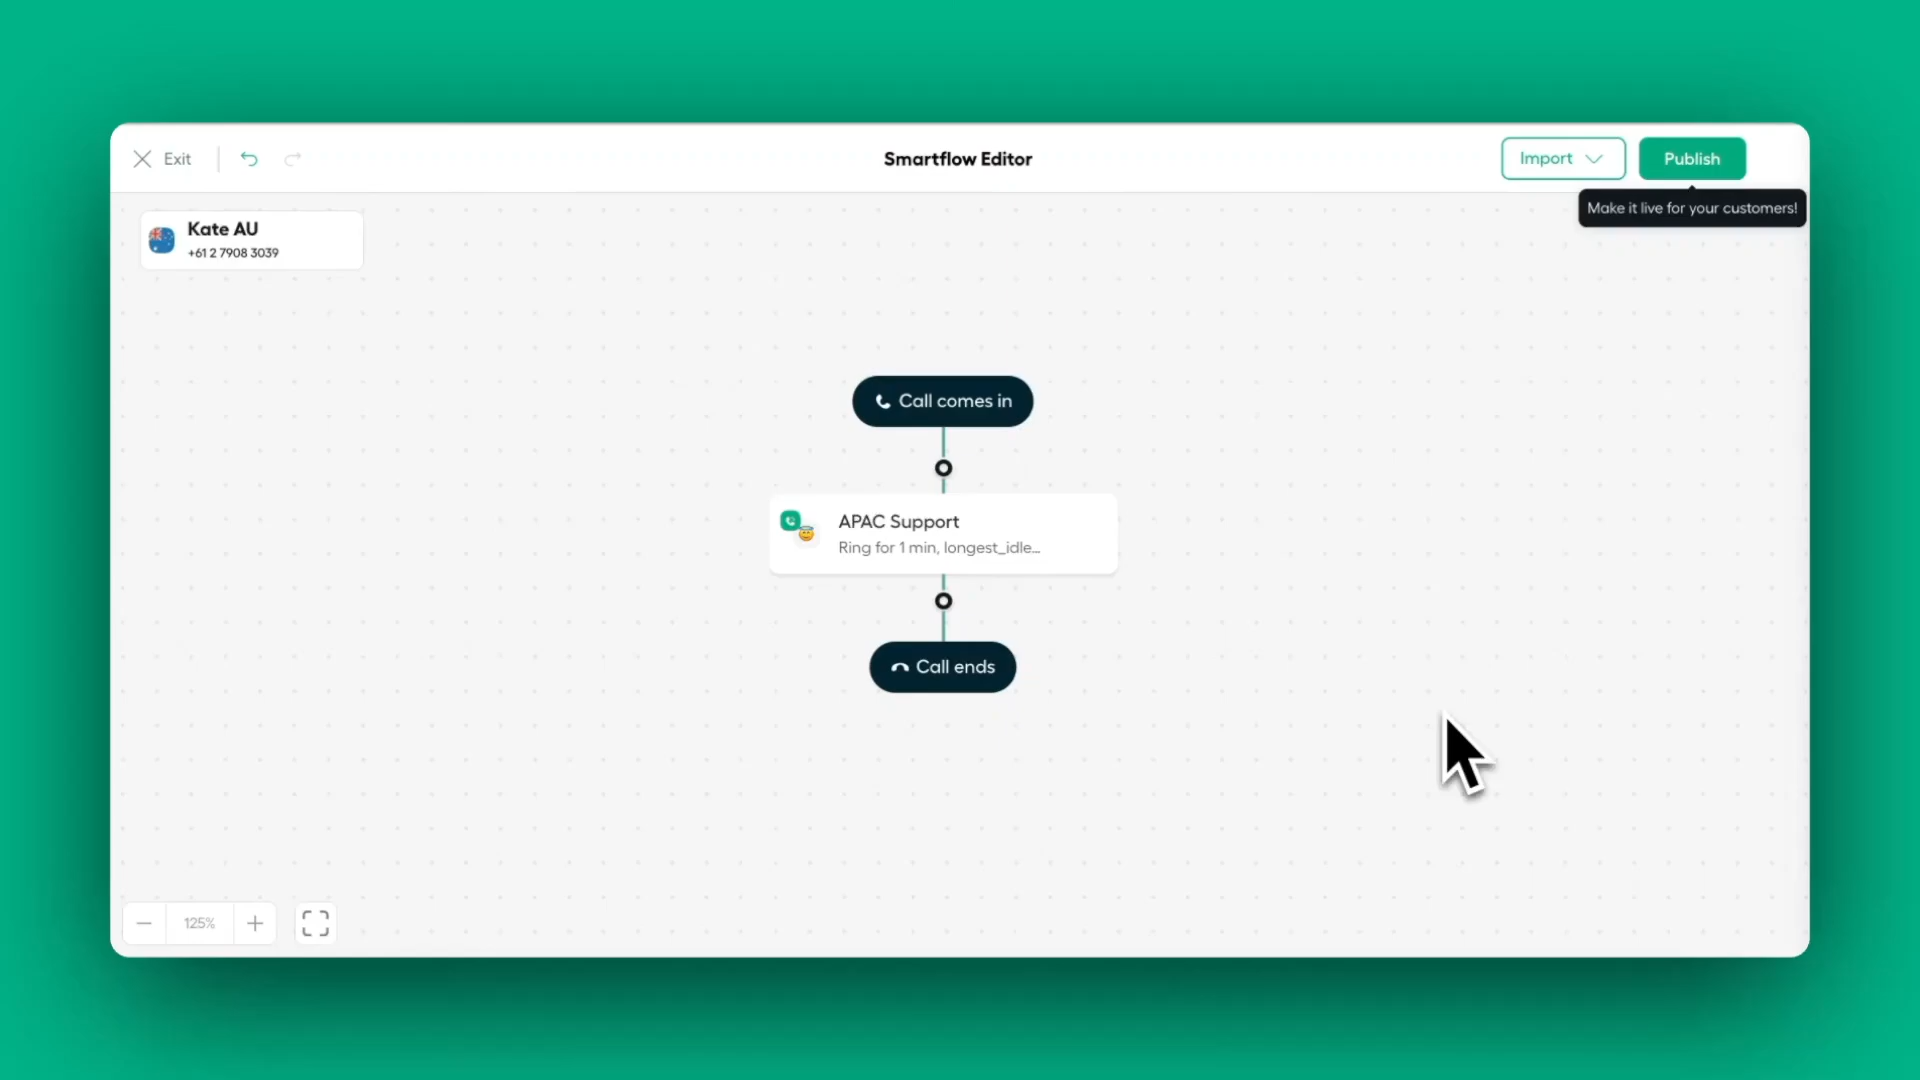 Exit
Smartflow Editor
Import
Publish
Make it live for your customers!
Kate AU
+61 2 7908 3039
Call comes in
APAC Support
Ring for 1 min, longest_idle...
Call ends
125%